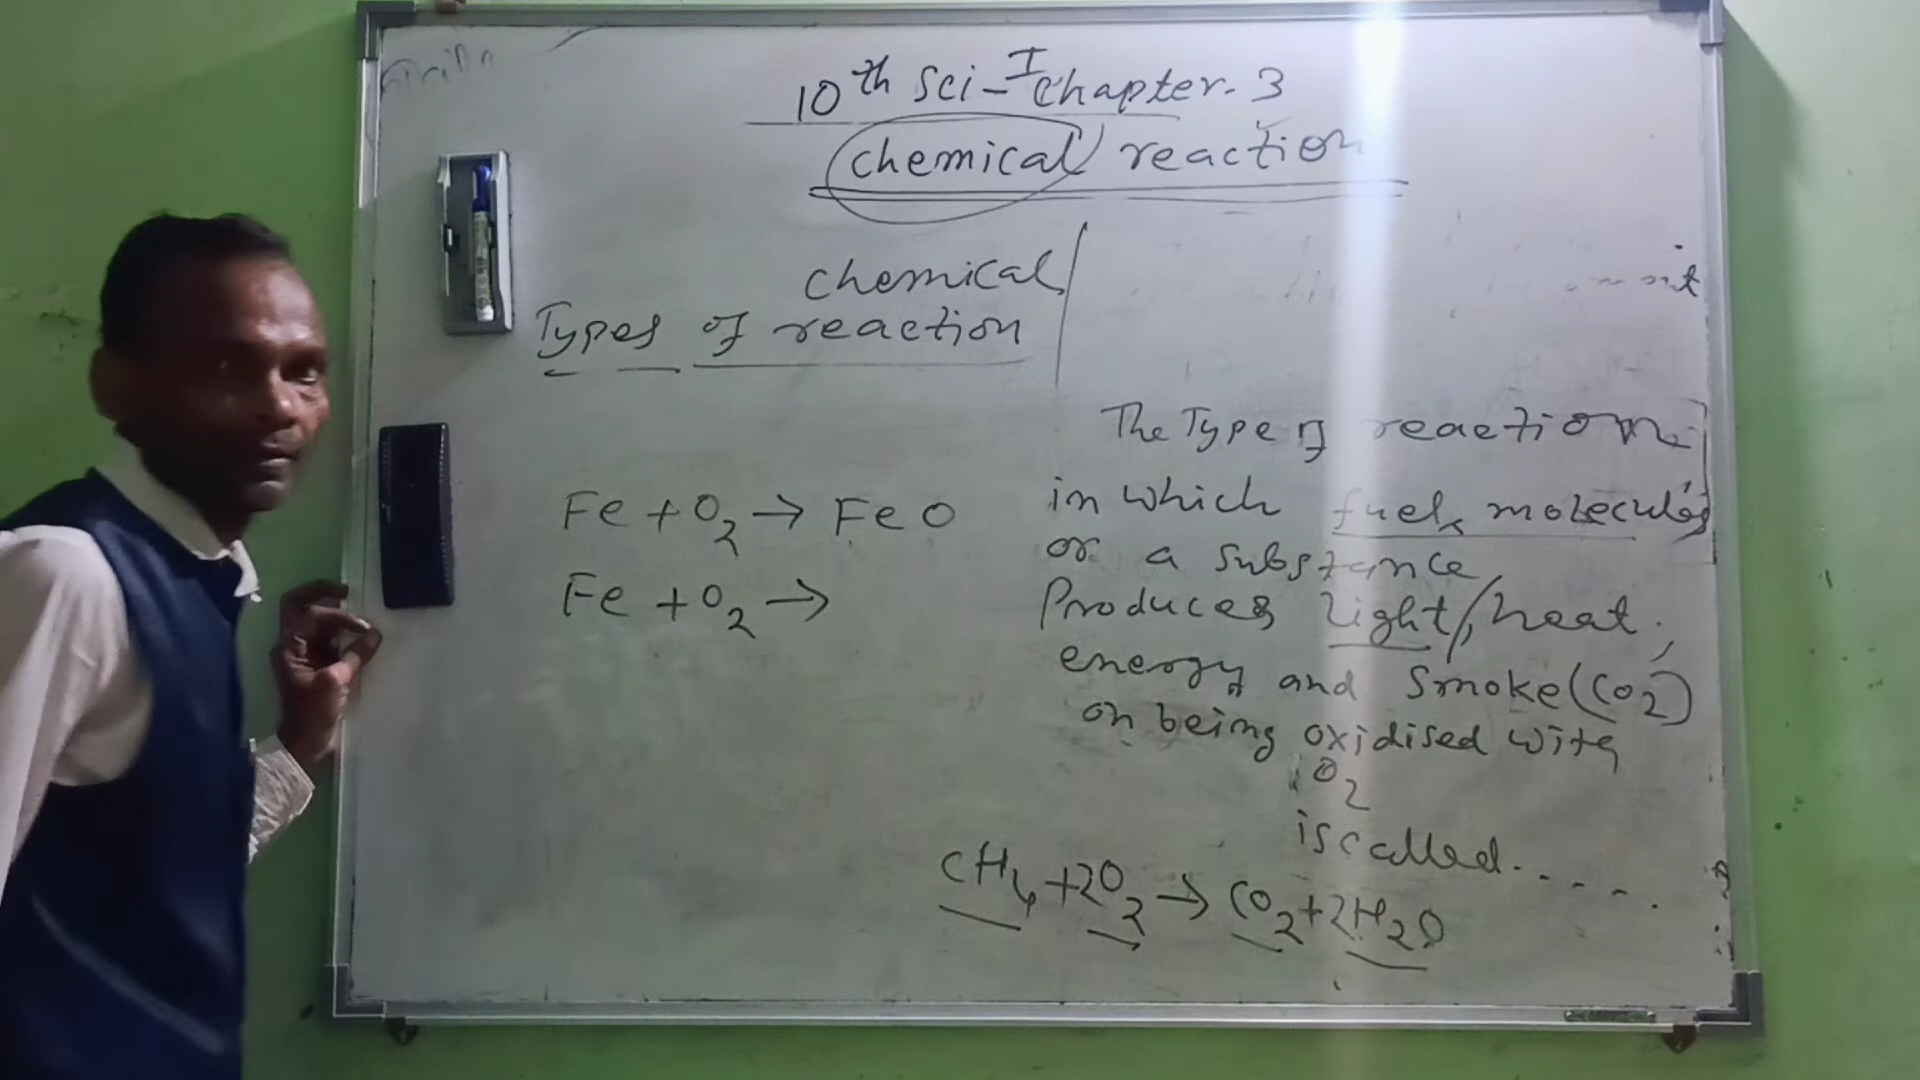 10th Sci-I Chapter-3
chemical reaction
chemical
Types of reaction
Fe + O2 → FeO
Fe + O2 →
The Type of reaction
in which fuel molecules
or a substance
Produces light/heat
energy and Smoke (CO2)
on being oxidised with
O2
is called.....
CH4 + 2O2 → CO2 + 2H2O